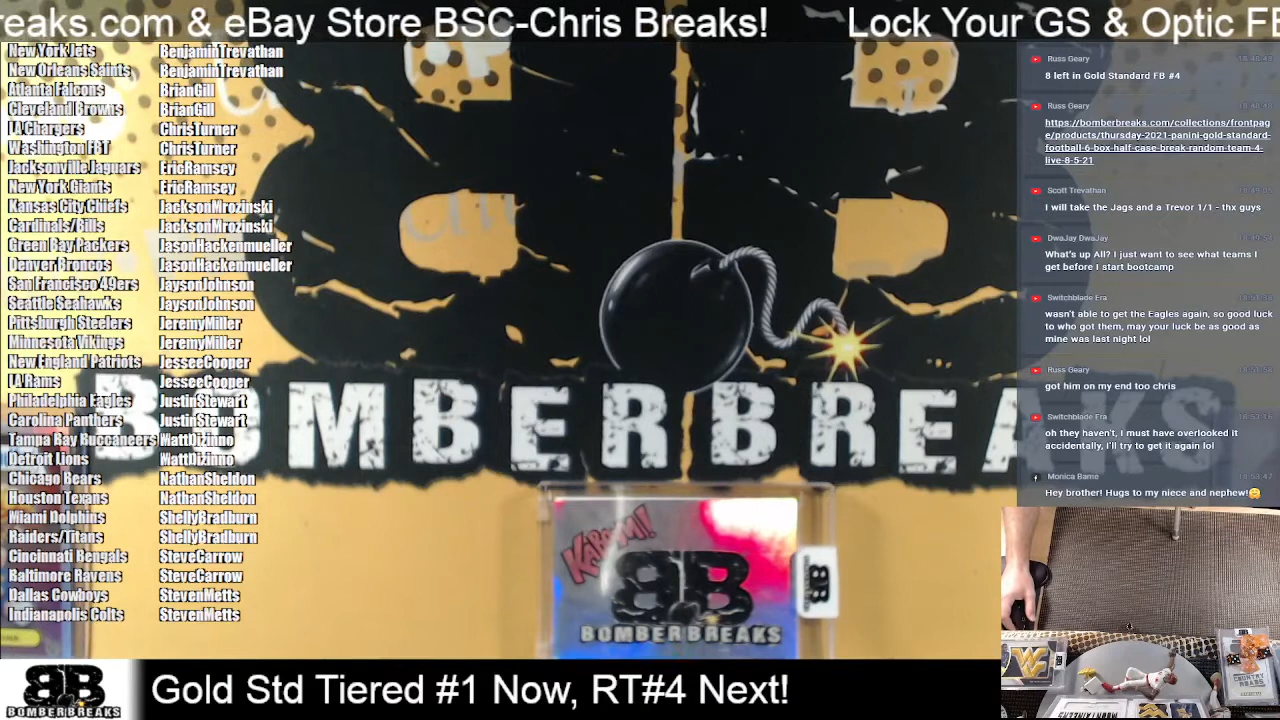 reaks.com & eBay Store BSC-Chris Breaks! Lock Your GS & Optic FB
New York Jets BenjaminTrevathan
New Orleans Saints BenjaminTrevathan
Atlanta Falcons BrianGill
Cleveland Browns BrianGill
LA Chargers ChrisTurner
Washington FBT ChrisTurner
Jacksonville Jaguars EricRamsey
New York Giants EricRamsey
Kansas City Chiefs JacksonMrozinski
Cardinals/Bills JacksonMrozinski
Green Bay Packers JasonHackenmueller
Denver Broncos JasonHackenmueller
San Francisco 49ers JaysonJohnson
Seattle Seahawks JaysonJohnson
Pittsburgh Steelers JeremyMiller
Minnesota Vikings JeremyMiller
New England Patriots JesseeCooper
LA Rams JesseeCooper
Philadelphia Eagles JustinStewart
Carolina Panthers JustinStewart
Tampa Bay Buccaneers WattDizinno
Detroit Lions WattDizinno
Chicago Bears NathanSheldon
Houston Texans NathanSheldon
Miami Dolphins ShellyBradburn
Raiders/Titans ShellyBradburn
Cincinnati Bengals SteveCarrow
Baltimore Ravens SteveCarrow
Dallas Cowboys StevenMetts
Indianapolis Colts StevenMetts
BOMBERBREAKS
KABOOM!!
BB
BOMBERBREAKS
BB
Russ Geary
8 left in Gold Standard FB #4
Russ Geary
https://bomberbreaks.com/collections/frontpag
e/products/thursday-2021-panini-gold-standard-
football-6-box-half-case-break-random-team-4-
live-8-5-21
Scott Trevathan
I will take the Jags and a Trevor 1/1 - thx guys
DwaJay DwaJay
What's up All? I just want to see what teams I
get before I start bootcamp
Switchblade Era
wasn't able to get the Eagles again, so good luck
to who got them, may your luck be as good as
mine was last night lol
Russ Geary
got him on my end too chris
Switchblade Era
oh they haven't, I must have overlooked it
accidentally, i'll try to get it again lol
Monica Bame
Hey brother! Hugs to my niece and nephew!
COUNTRY ROADS
BB
BOMBERBREAKS
Gold Std Tiered #1 Now, RT#4 Next!